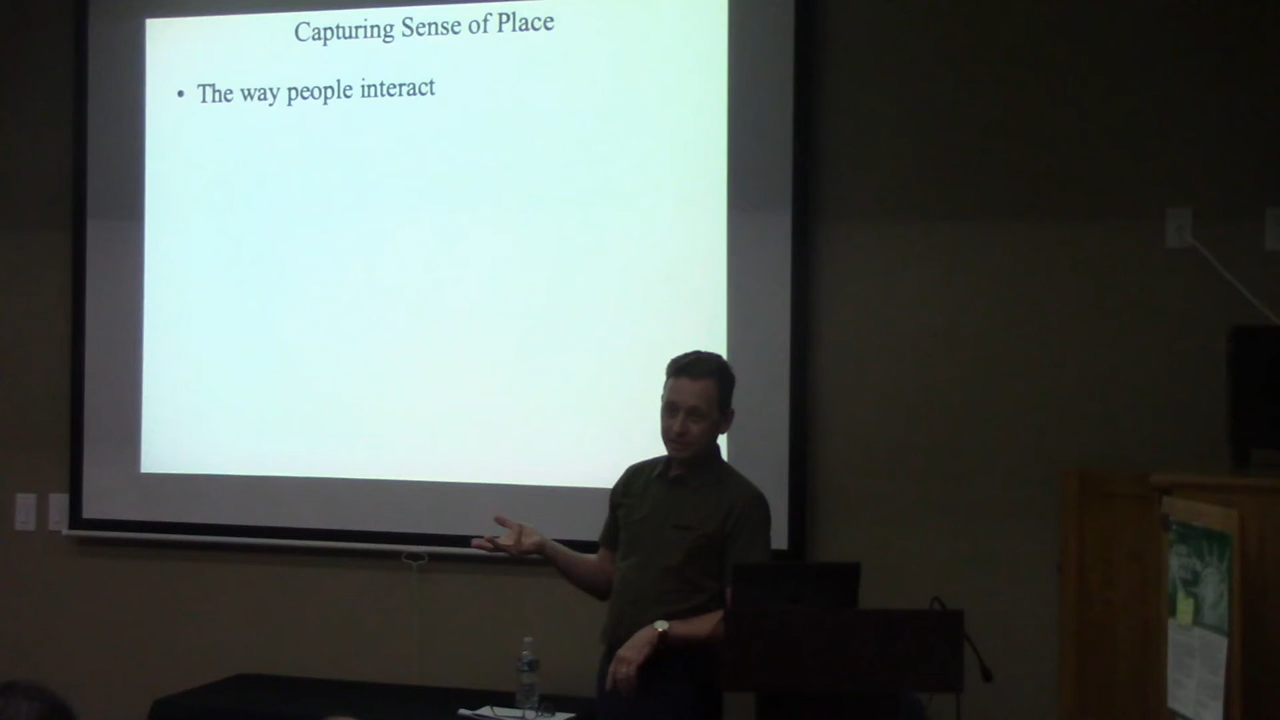 Capturing Sense of Place
• The way people interact